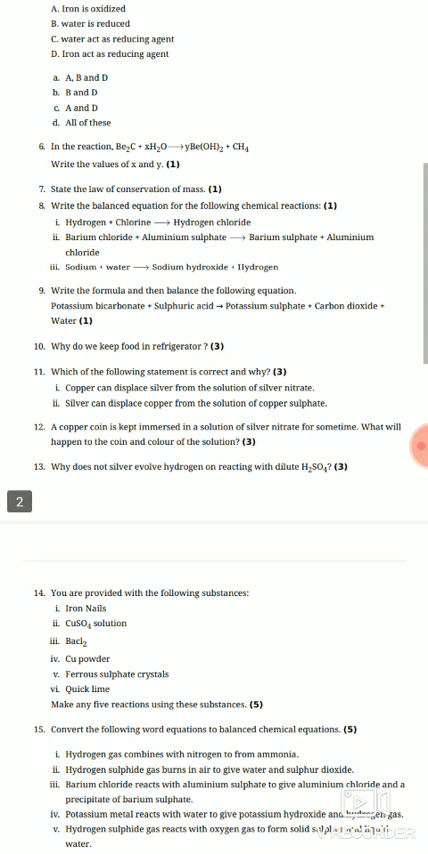 A. Iron is oxidized
B. water is reduced
C. water act as reducing agent
D. Iron act as reducing agent
a. A, B and D
b. B and D
c. A and D
d. All of these
6. In the reaction, Be₂C + xH₂O ⟶ yBe(OH)₂ + CH₄
Write the values of x and y. (1)
7. State the law of conservation of mass. (1)
8. Write the balanced equation for the following chemical reactions: (1)
i. Hydrogen + Chlorine ⟶ Hydrogen chloride
ii. Barium chloride + Aluminium sulphate ⟶ Barium sulphate + Aluminium
chloride
iii. Sodium + water ⟶ Sodium hydroxide + Hydrogen
9. Write the formula and then balance the following equation.
Potassium bicarbonate + Sulphuric acid → Potassium sulphate + Carbon dioxide +
Water (1)
10. Why do we keep food in refrigerator ? (3)
11. Which of the following statement is correct and why? (3)
i. Copper can displace silver from the solution of silver nitrate.
ii. Silver can displace copper from the solution of copper sulphate.
12. A copper coin is kept immersed in a solution of silver nitrate for sometime. What will
happen to the coin and colour of the solution? (3)
13. Why does not silver evolve hydrogen on reacting with dilute H₂SO₄? (3)
2
14. You are provided with the following substances:
i. Iron Nails
ii. CuSO₄ solution
iii. Bacl₂
iv. Cu powder
v. Ferrous sulphate crystals
vi. Quick lime
Make any five reactions using these substances. (5)
15. Convert the following word equations to balanced chemical equations. (5)
i. Hydrogen gas combines with nitrogen to from ammonia.
ii. Hydrogen sulphide gas burns in air to give water and sulphur dioxide.
iii. Barium chloride reacts with aluminium sulphate to give aluminium chloride and a
precipitate of barium sulphate.
iv. Potassium metal reacts with water to give potassium hydroxide and hydrogen gas.
v. Hydrogen sulphide gas reacts with oxygen gas to form solid
water.
RECORDER